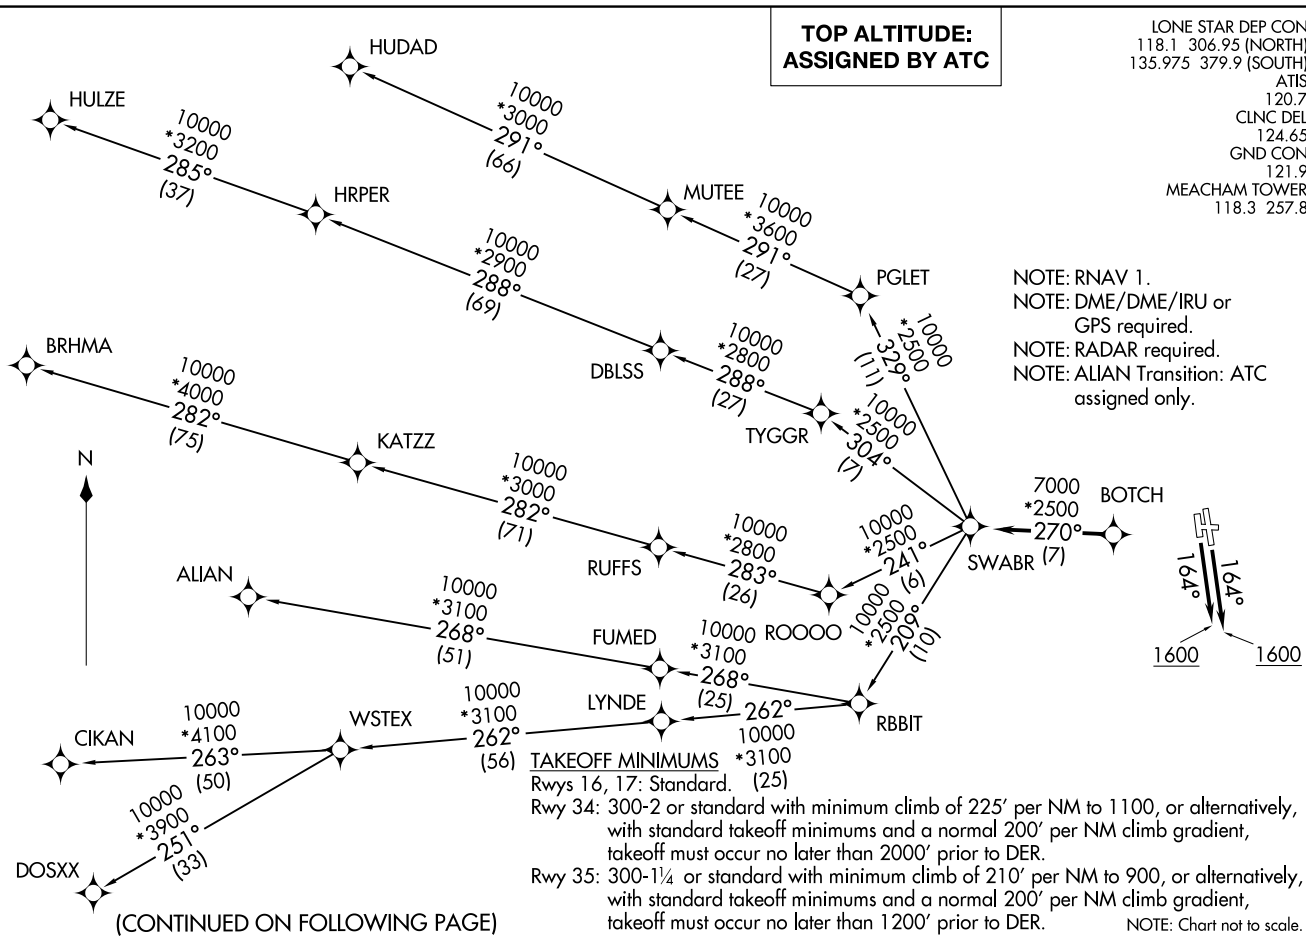 TOP ALTITUDE:
ASSIGNED BY ATC
LONE STAR DEP CON
118.1 306.95 (NORTH)
135.975 379.9 (SOUTH)
ATIS
120.7
CLNC DEL
124.65
GND CON
121.9
MEACHAM TOWER
118.3 257.8
HUDAD
10000
*3000
291°
(66)
HULZE
10000
*3200
285°
(37)
HRPER
MUTEE
10000
*3600
291°
(27)
PGLET
10000
*2900
288°
(69)
NOTE: RNAV 1.
NOTE: DME/DME/IRU or
GPS required.
NOTE: RADAR required.
NOTE: ALIAN Transition: ATC
assigned only.
10000
*2500
329°
(11)
BRHMA
10000
*4000
282°
(75)
DBLSS
10000
*2800
288°
(27)
TYGGR
10000
*2500
304°
(7)
N
KATZZ
10000
*3000
282°
(71)
RUFFS
10000
*2800
283°
(26)
ROOOO
10000
*2500
241°
(6)
SWABR
7000
*2500
270°
(7)
BOTCH
164°
164°
1600
1600
ALIAN
10000
*3100
268°
(51)
FUMED
10000
*3100
268°
(25)
10000
*2500
209°
(10)
RBBIT
LYNDE
262°
10000
*3100
(25)
CIKAN
10000
*4100
263°
(50)
WSTEX
10000
*3100
262°
(56)
10000
*3900
251°
(33)
DOSXX
TAKEOFF MINIMUMS
Rwys 16, 17: Standard.
Rwy 34: 300-2 or standard with minimum climb of 225' per NM to 1100, or alternatively,
with standard takeoff minimums and a normal 200' per NM climb gradient,
takeoff must occur no later than 2000' prior to DER.
Rwy 35: 300-1¼ or standard with minimum climb of 210' per NM to 900, or alternatively,
with standard takeoff minimums and a normal 200' per NM climb gradient,
takeoff must occur no later than 1200' prior to DER.
(CONTINUED ON FOLLOWING PAGE)
NOTE: Chart not to scale.